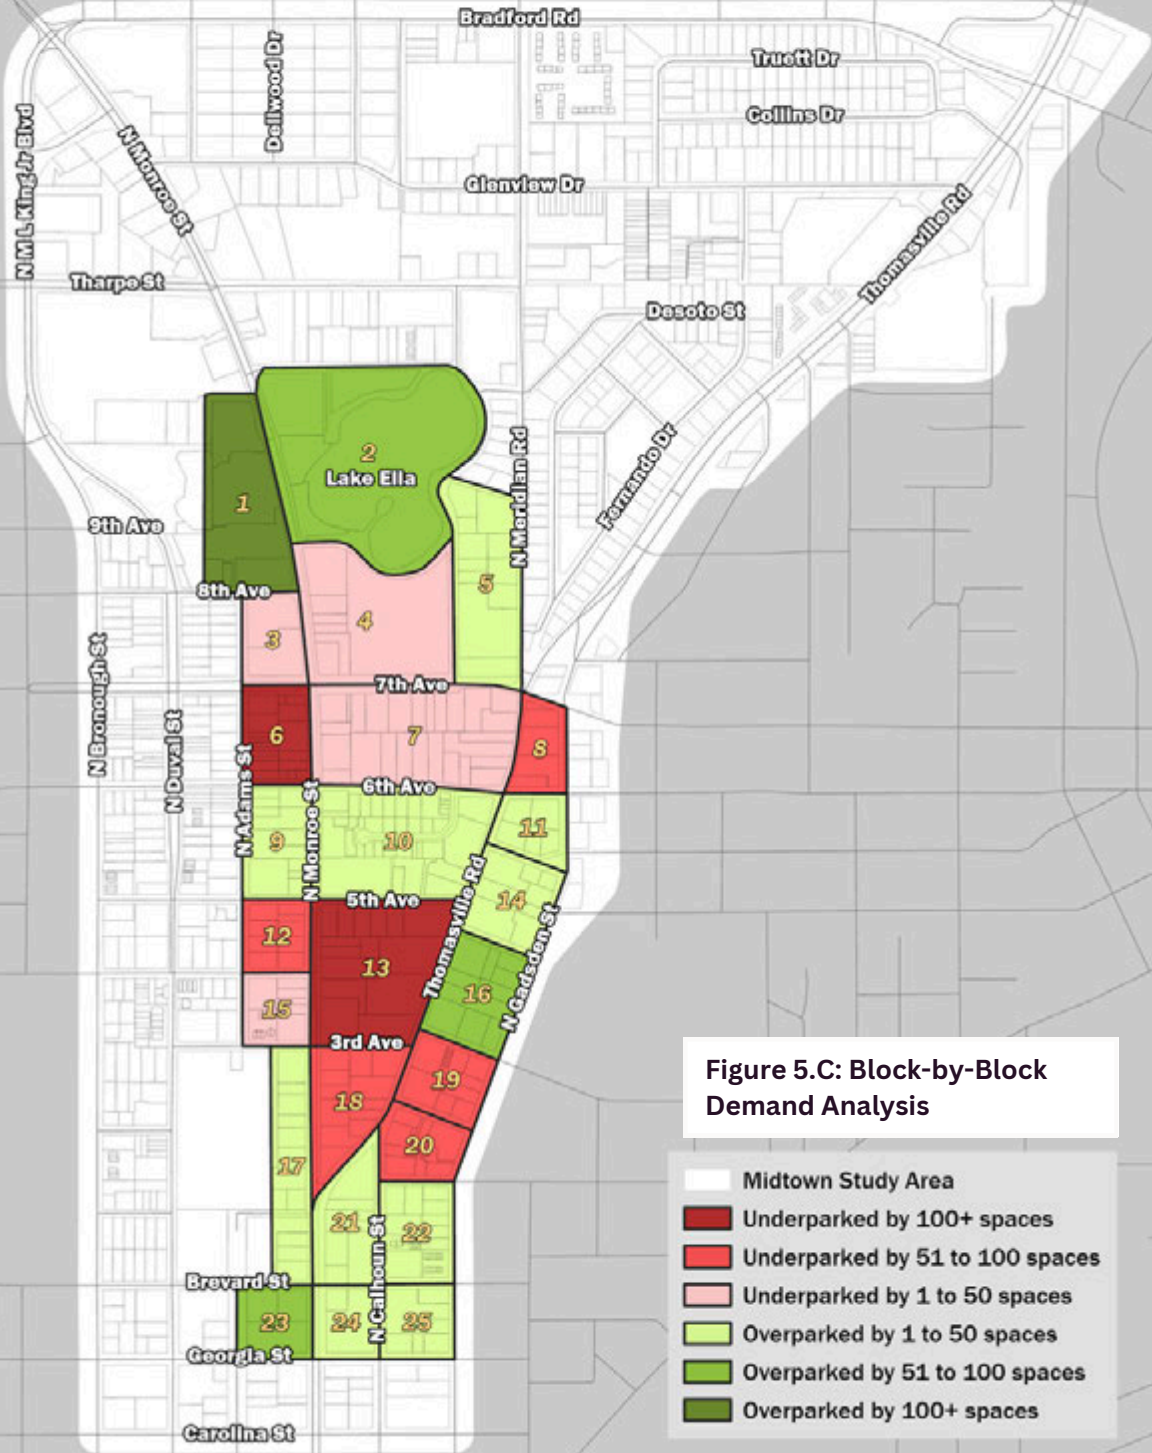 Bradford Rd
Truett Dr
Dellwood Dr
Collins Dr
N M L King Jr Blvd
N Monroe St
Glenview Dr
Thomasville Rd
Tharpe St
Desoto St
2
Lake Ella
1
Fernando Dr
N Meridian Rd
9th Ave
5
8th Ave
4
3
N Bronough St
7th Ave
6
7
8
N Duval St
N Adams St
6th Ave
N Monroe St
9
10
11
5th Ave
14
Thomasville Rd
12
13
N Gadsden St
16
15
3rd Ave
19
18
20
17
21
22
N Calhoun St
Brevard St
23
24
25
Georgia St
Carolina St
Figure 5.C: Block-by-Block
Demand Analysis
Midtown Study Area
Underparked by 100+ spaces
Underparked by 51 to 100 spaces
Underparked by 1 to 50 spaces
Overparked by 1 to 50 spaces
Overparked by 51 to 100 spaces
Overparked by 100+ spaces